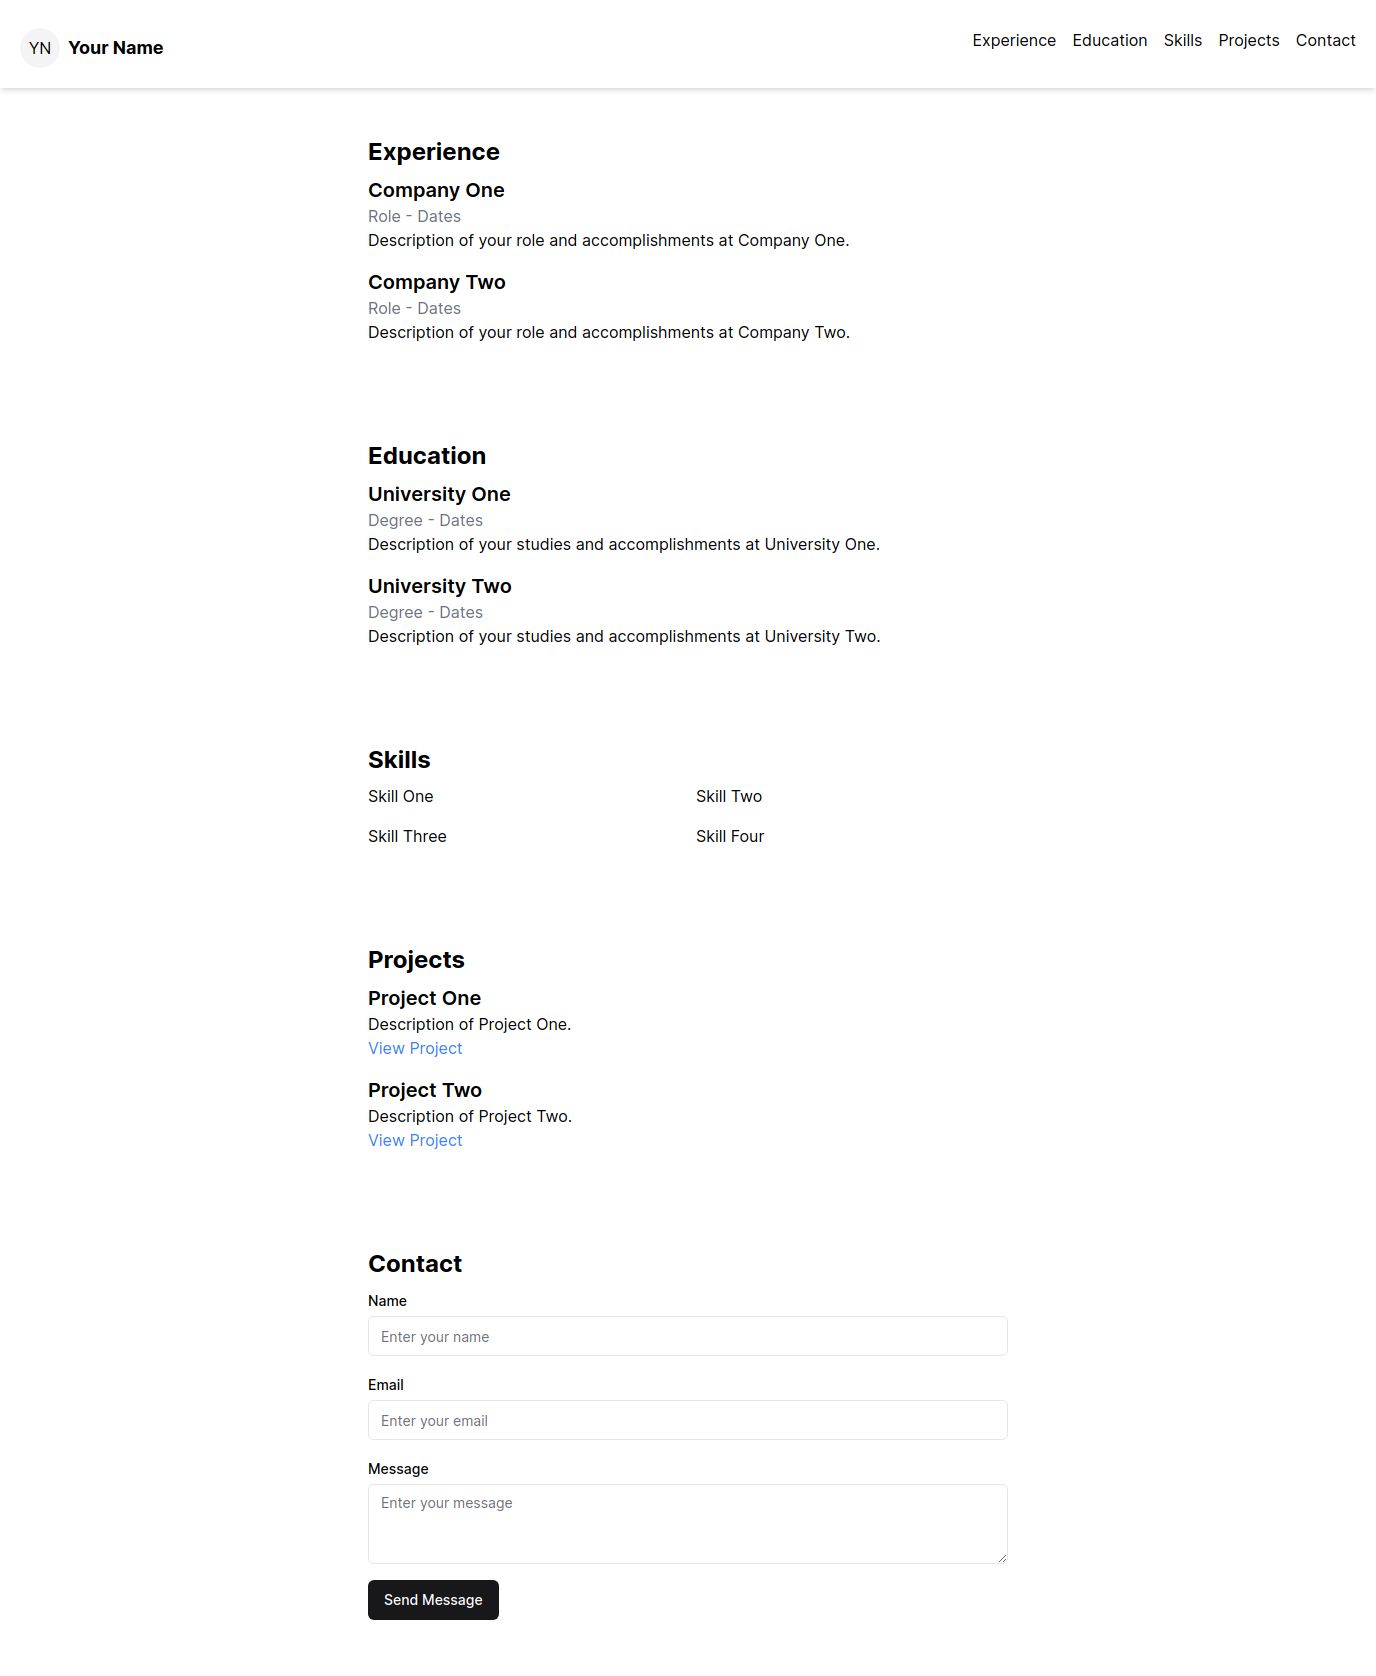 YN Your Name
Experience Education Skills Projects Contact
Experience
Company One
Role - Dates
Description of your role and accomplishments at Company One.
Company Two
Role - Dates
Description of your role and accomplishments at Company Two.
Education
University One
Degree - Dates
Description of your studies and accomplishments at University One.
University Two
Degree - Dates
Description of your studies and accomplishments at University Two.
Skills
Skill One Skill Two
Skill Three Skill Four
Projects
Project One
Description of Project One.
View Project
Project Two
Description of Project Two.
View Project
Contact
Name
Enter your name
Email
Enter your email
Message
Enter your message
Send Message